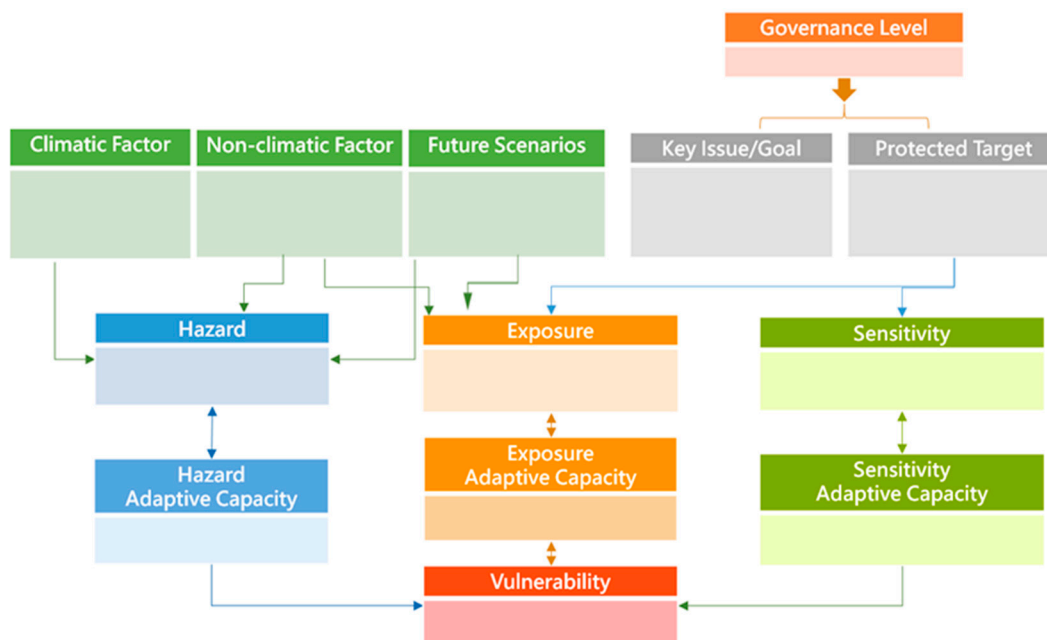 Governance Level
Climatic Factor
Non-climatic Factor
Future Scenarios
Key Issue/Goal
Protected Target
Hazard
Exposure
Sensitivity
Hazard
Adaptive Capacity
Exposure
Adaptive Capacity
Sensitivity
Adaptive Capacity
Vulnerability